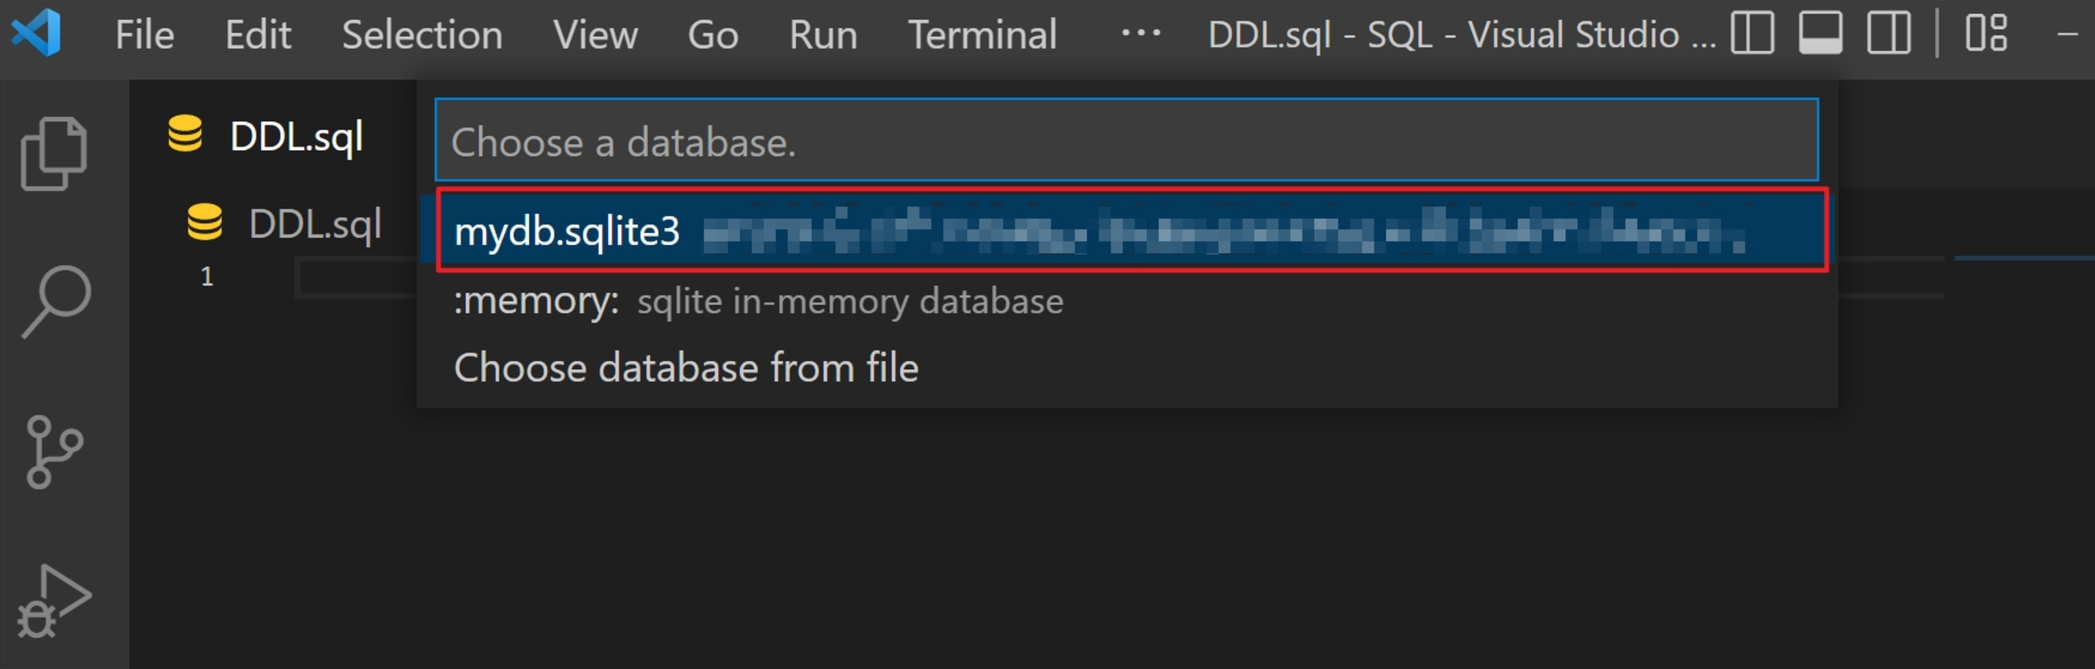 File Edit Selection View Go Run Terminal ··· DDL.sql - SQL - Visual Studio ...
DDL.sql
Choose a database.
DDL.sql
mydb.sqlite3
1
:memory: sqlite in-memory database
Choose database from file